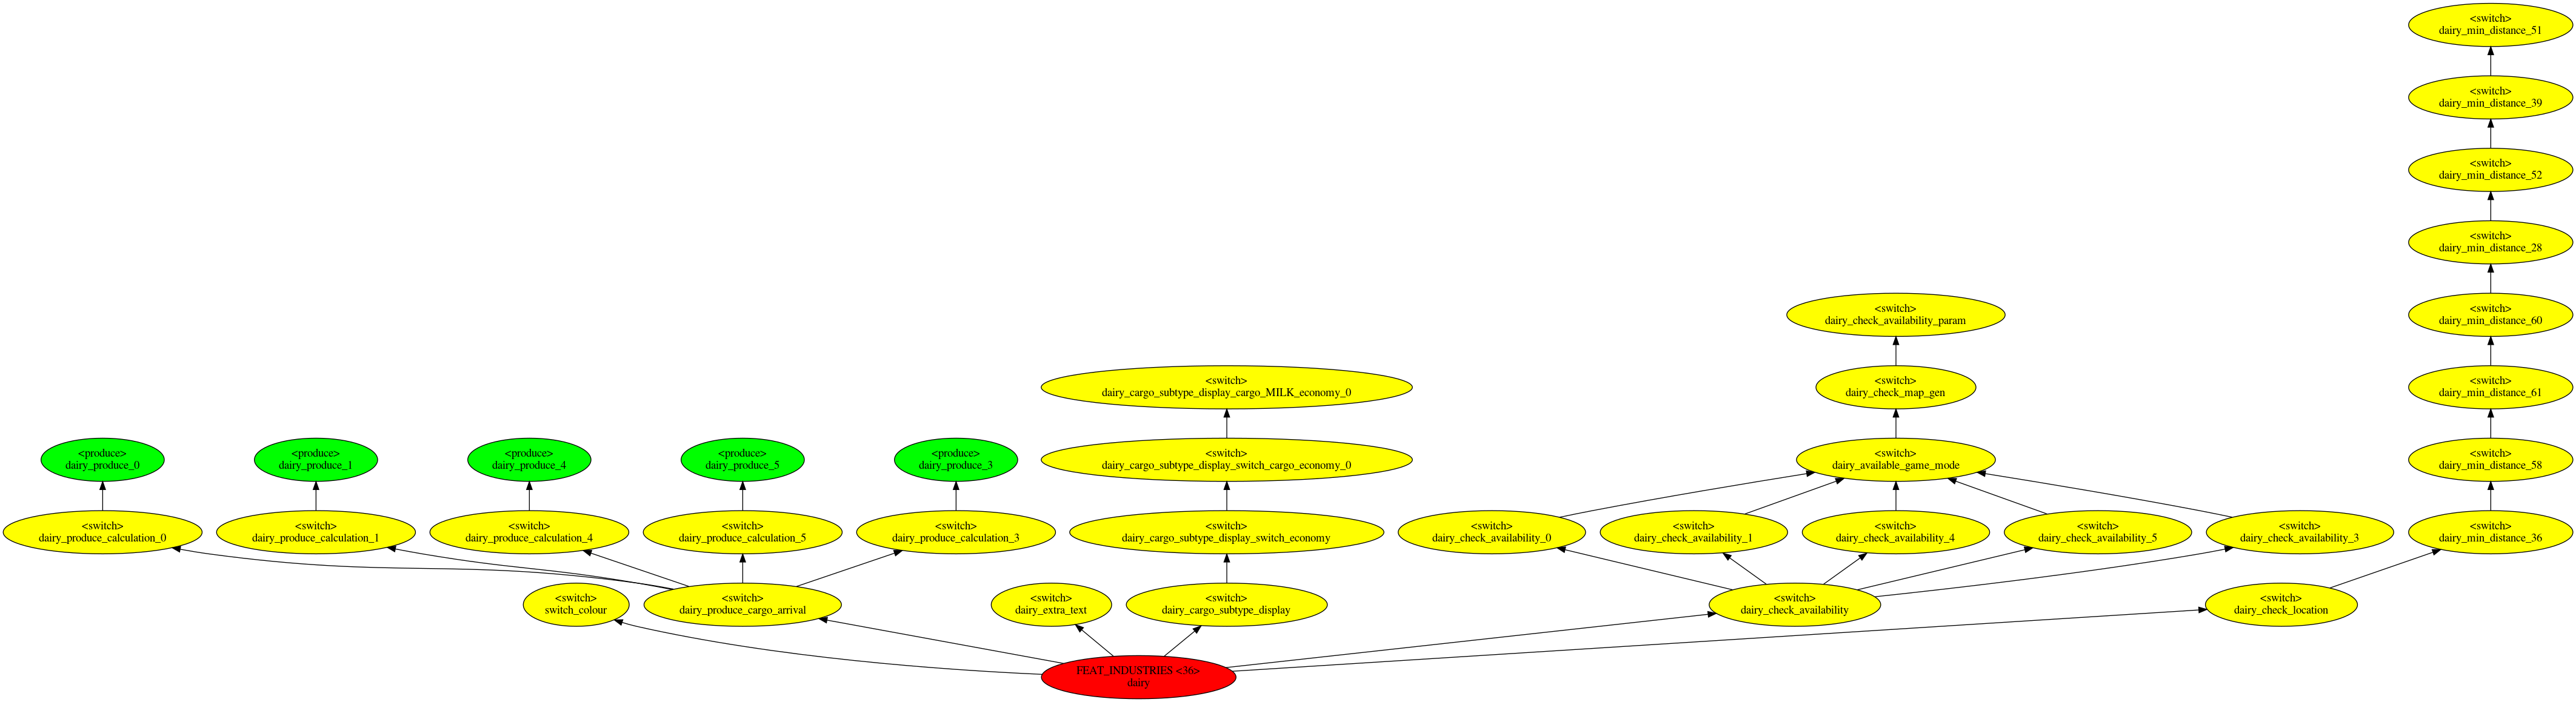 <switch>
dairy_min_distance_51
<switch>
dairy_min_distance_39
<switch>
dairy_min_distance_52
<switch>
dairy_min_distance_28
<switch>
dairy_check_availability_param
<switch>
dairy_min_distance_60
<switch>
dairy_cargo_subtype_display_cargo_MILK_economy_0
<switch>
dairy_check_map_gen
<switch>
dairy_min_distance_61
<produce>
dairy_produce_0
<produce>
dairy_produce_1
<produce>
dairy_produce_4
<produce>
dairy_produce_5
<produce>
dairy_produce_3
<switch>
dairy_cargo_subtype_display_switch_cargo_economy_0
<switch>
dairy_available_game_mode
<switch>
dairy_min_distance_58
<switch>
dairy_produce_calculation_0
<switch>
dairy_produce_calculation_1
<switch>
dairy_produce_calculation_4
<switch>
dairy_produce_calculation_5
<switch>
dairy_produce_calculation_3
<switch>
dairy_cargo_subtype_display_switch_economy
<switch>
dairy_check_availability_0
<switch>
dairy_check_availability_1
<switch>
dairy_check_availability_4
<switch>
dairy_check_availability_5
<switch>
dairy_check_availability_3
<switch>
dairy_min_distance_36
<switch>
switch_colour
<switch>
dairy_produce_cargo_arrival
<switch>
dairy_extra_text
<switch>
dairy_cargo_subtype_display
<switch>
dairy_check_availability
<switch>
dairy_check_location
FEAT_INDUSTRIES <36>
dairy